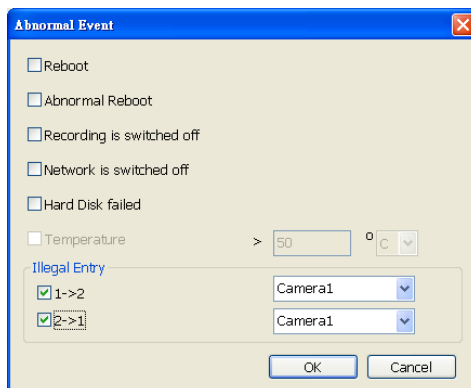 Abnormal Event
Reboot
Abnormal Reboot
Recording is switched off
Network is switched off
Hard Disk failed
Temperature > 50 o C
Illegal Entry
1->2 Camera1
2->1 Camera1
OK Cancel